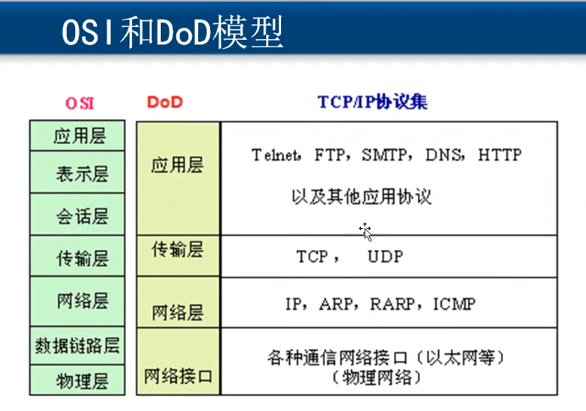 OSI和DoD模型
OSI
DoD
TCP/IP协议集
应用层
表示层
会话层
传输层
网络层
数据链路层
物理层
应用层
传输层
网络层
网络接口
Telnet, FTP, SMTP, DNS, HTTP
以及其他应用协议
TCP, UDP
IP, ARP, RARP, ICMP
各种通信网络接口(以太网等)
(物理网络)